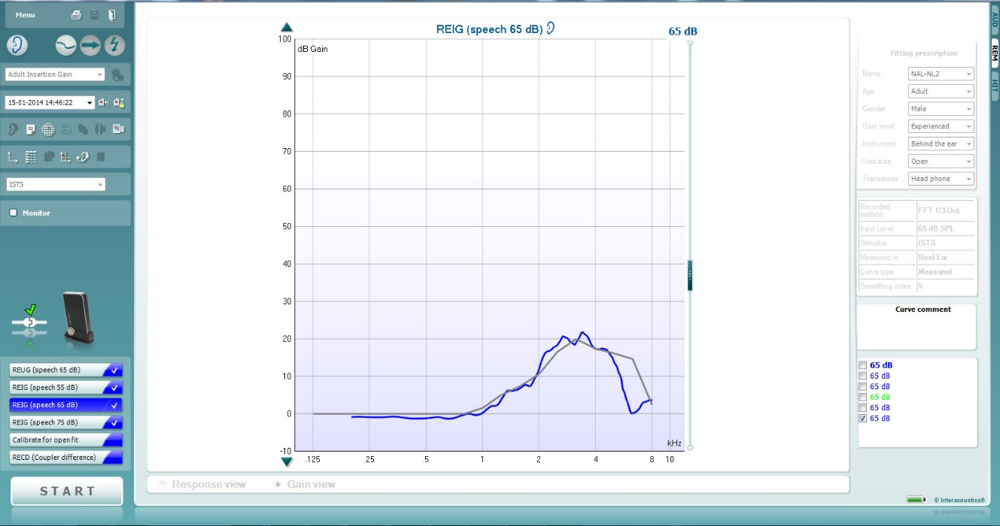 Menu
Adult Insertion Gain
15-01-2014 14:46:22
ISTS
Monitor
REUG (speech 65 dB)
REIG (speech 55 dB)
REIG (speech 65 dB)
REIG (speech 75 dB)
Calibrate for open fit
RECD (Coupler difference)
START
REIG (speech 65 dB)
65 dB
dB Gain
100
90
80
70
60
50
40
30
20
10
0
-10
kHz
.125 .25 .5 1 2 4 8 10
Response view Gain view
Fitting prescription
Name NAL-NL2
Age Adult
Gender Male
User level Experienced
Instrument Behind the ear
Vent size Open
Transducer Head phone
Recorded method FFT 1/3 Oct.
Input Level 65 dB SPL
Stimulus ISTS
Measured in Real Ear
Curve type Measured
Smoothing index 5
Curve comment
65 dB
65 dB
65 dB
65 dB
65 dB
65 dB
© Interacoustics®
AUD
REM
HIT